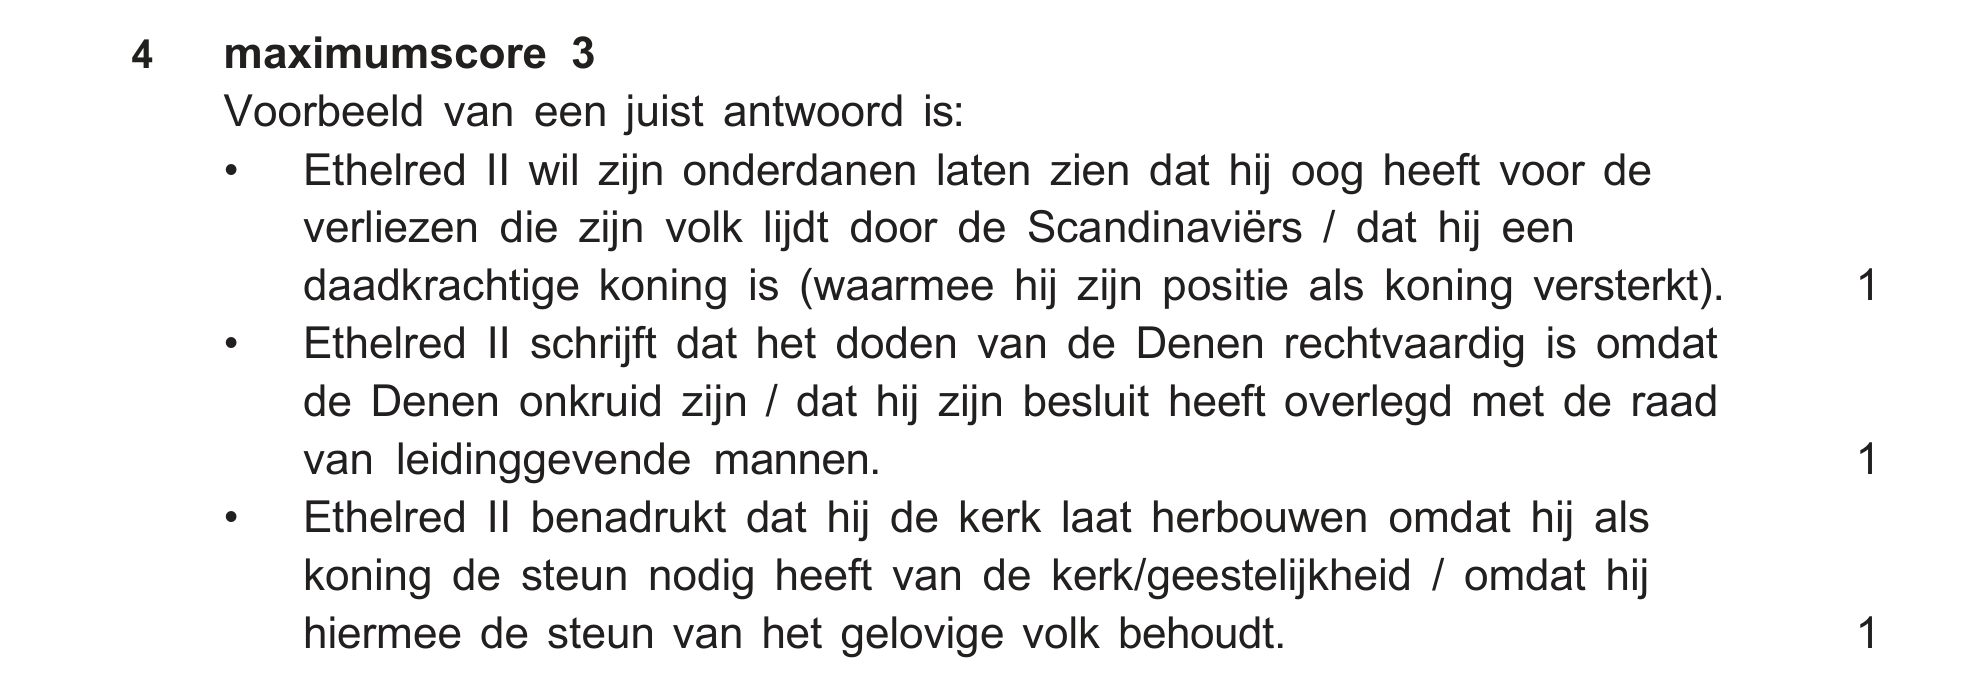 4 maximumscore 3
Voorbeeld van een juist antwoord is:
• Ethelred II wil zijn onderdanen laten zien dat hij oog heeft voor de
verliezen die zijn volk lijdt door de Scandinaviërs / dat hij een
daadkrachtige koning is (waarmee hij zijn positie als koning versterkt). 1
• Ethelred II schrijft dat het doden van de Denen rechtvaardig is omdat
de Denen onkruid zijn / dat hij zijn besluit heeft overlegd met de raad
van leidinggevende mannen. 1
• Ethelred II benadrukt dat hij de kerk laat herbouwen omdat hij als
koning de steun nodig heeft van de kerk/geestelijkheid / omdat hij
hiermee de steun van het gelovige volk behoudt. 1